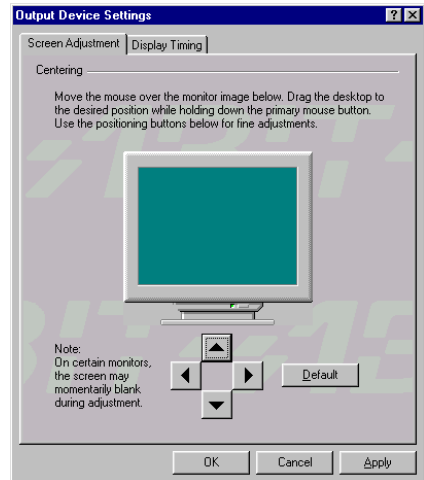 Output Device Settings
Screen Adjustment Display Timing
Centering
Move the mouse over the monitor image below. Drag the desktop to
the desired position while holding down the primary mouse button.
Use the positioning buttons below for fine adjustments.
Note:
On certain monitors,
the screen may
momentarily blank
during adjustment.
Default
OK Cancel Apply